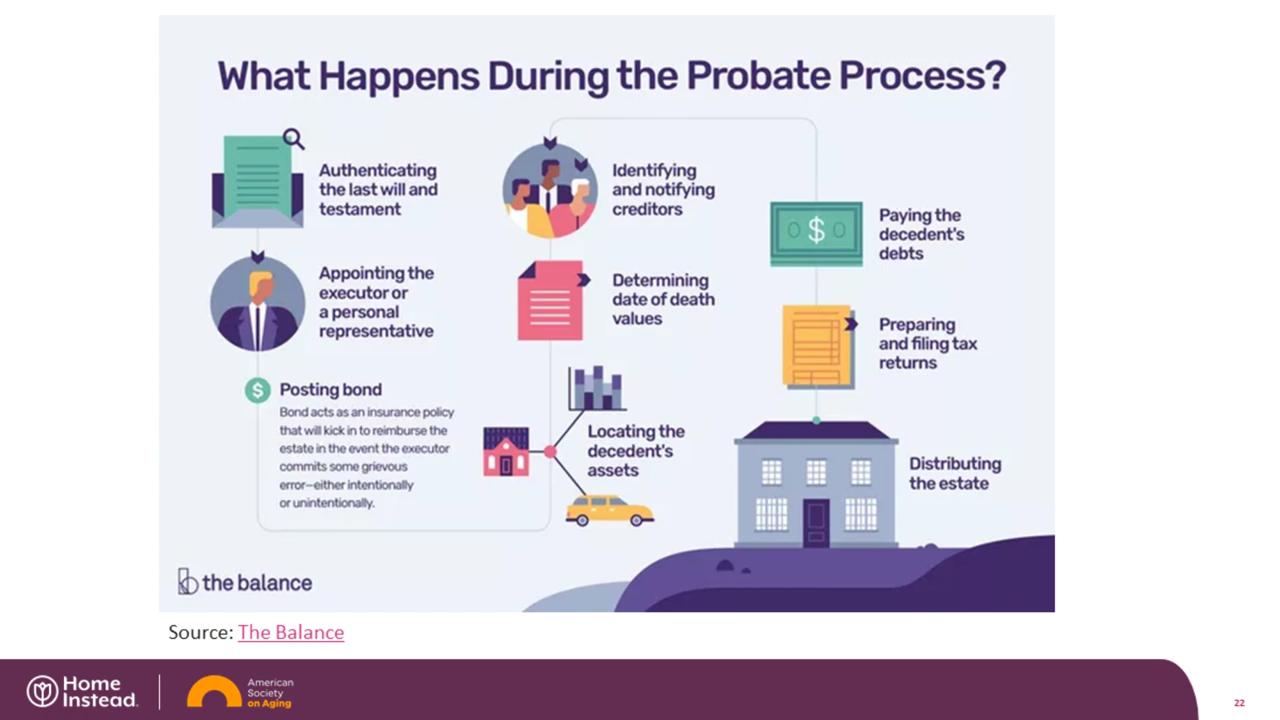 What Happens During the Probate Process?
Authenticating
the last will and
testament
Appointing the
executor or
a personal
representative
$
Posting bond
Bond acts as an insurance policy
that will kick in to reimburse the
estate in the event the executor
commits some grievous
error—either intentionally
or unintentionally.
Locating the
decedent's
assets
Determining
date of death
values
Identifying
and notifying
creditors
$
Paying the
decedent's
debts
Preparing
and filing tax
returns
Distributing
the estate
the balance
Source: The Balance
Home
Instead.
American
Society
on Aging
22